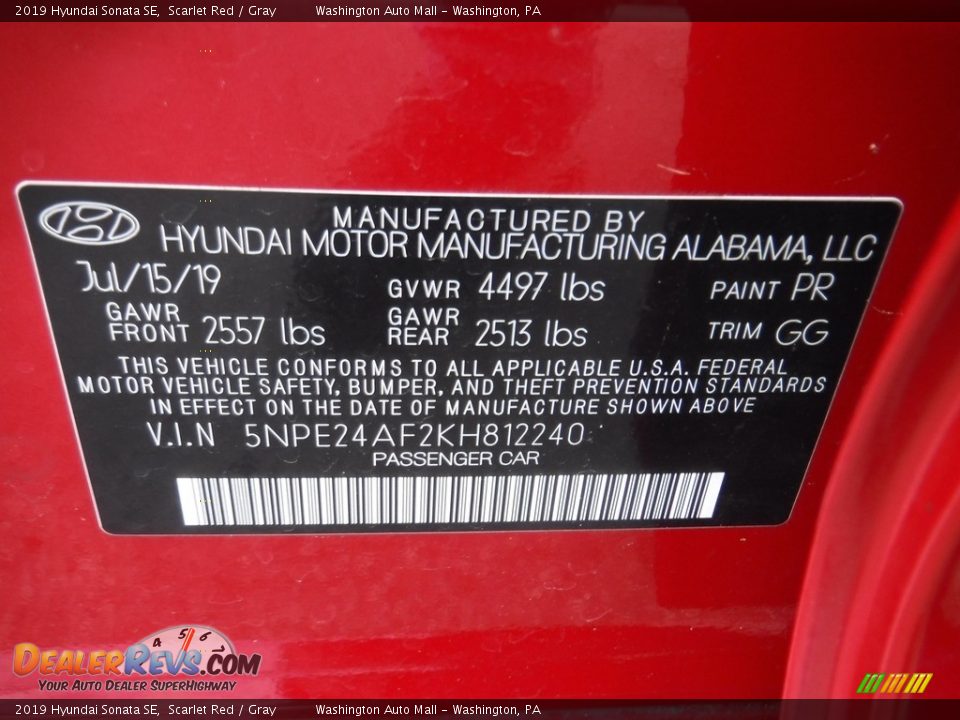 2019 Hyundai Sonata SE, Scarlet Red / Gray Washington Auto Mall - Washington, PA
MANUFACTURED BY
HYUNDAI MOTOR MANUFACTURING ALABAMA, LLC
Jul/15/19 GVWR 4497 lbs PAINT PR
GAWR FRONT 2557 lbs GAWR REAR 2513 lbs TRIM GG
THIS VEHICLE CONFORMS TO ALL APPLICABLE U.S.A. FEDERAL
MOTOR VEHICLE SAFETY, BUMPER, AND THEFT PREVENTION STANDARDS
IN EFFECT ON THE DATE OF MANUFACTURE SHOWN ABOVE
V.I.N 5NPE24AF2KH812240
PASSENGER CAR
4 5 6
DEALERREVS.COM
YOUR AUTO DEALER SUPERHIGHWAY
2019 Hyundai Sonata SE, Scarlet Red / Gray Washington Auto Mall - Washington, PA